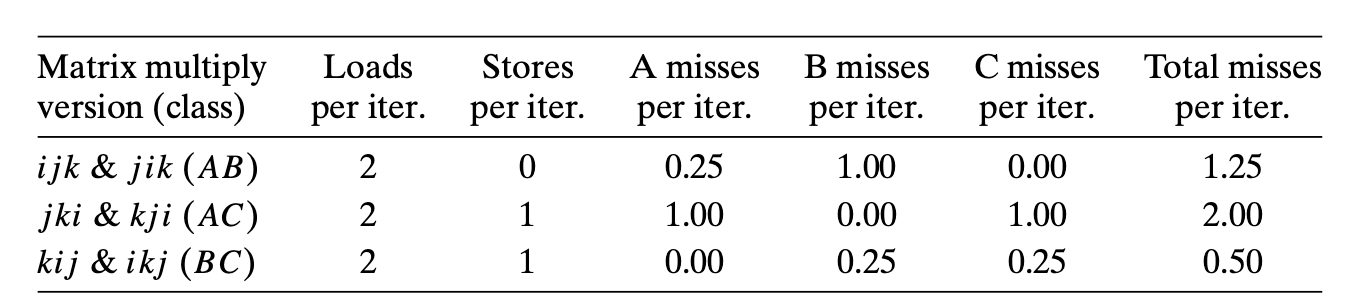 Matrix multiply Loads Stores A misses B misses C misses Total misses
version (class) per iter. per iter. per iter. per iter. per iter. per iter.
ijk & jik (AB) 2 0 0.25 1.00 0.00 1.25
jki & kji (AC) 2 1 1.00 0.00 1.00 2.00
kij & ikj (BC) 2 1 0.00 0.25 0.25 0.50